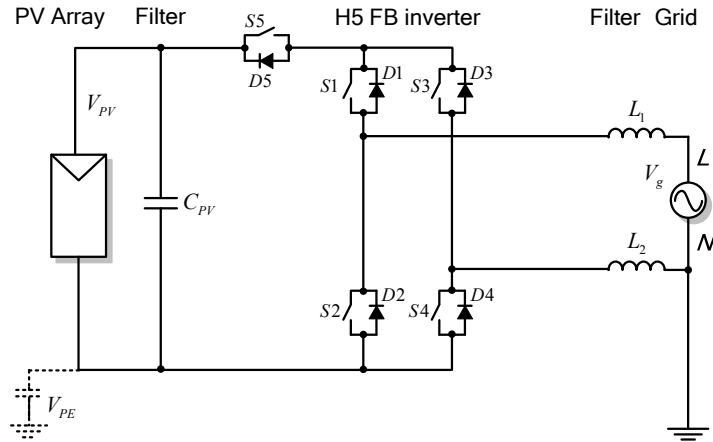 PV Array Filter H5 FB inverter Filter Grid
S5
D5
S1 D1 S3 D3
V_PV
L_1
L
V_g
C_PV
N
L_2
S2 D2 S4 D4
V_PE